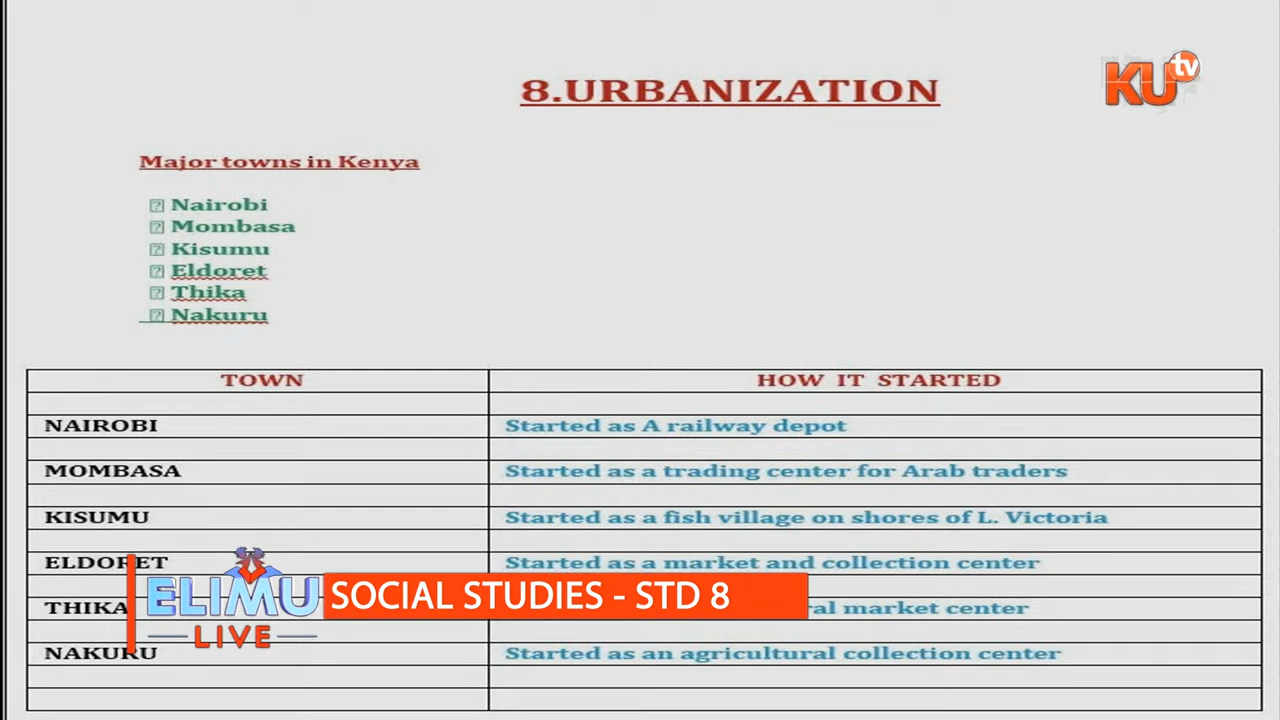 8.URBANIZATION
KU tv
Major towns in Kenya
Nairobi
Mombasa
Kisumu
Eldoret
Thika
Nakuru
TOWN HOW IT STARTED
NAIROBI Started as A railway depot
MOMBASA Started as a trading center for Arab traders
KISUMU Started as a fish village on shores of L. Victoria
ELDORET Started as a market and collection center
THIKA ral market center
ELIMU LIVE
SOCIAL STUDIES - STD 8
NAKURU Started as an agricultural collection center